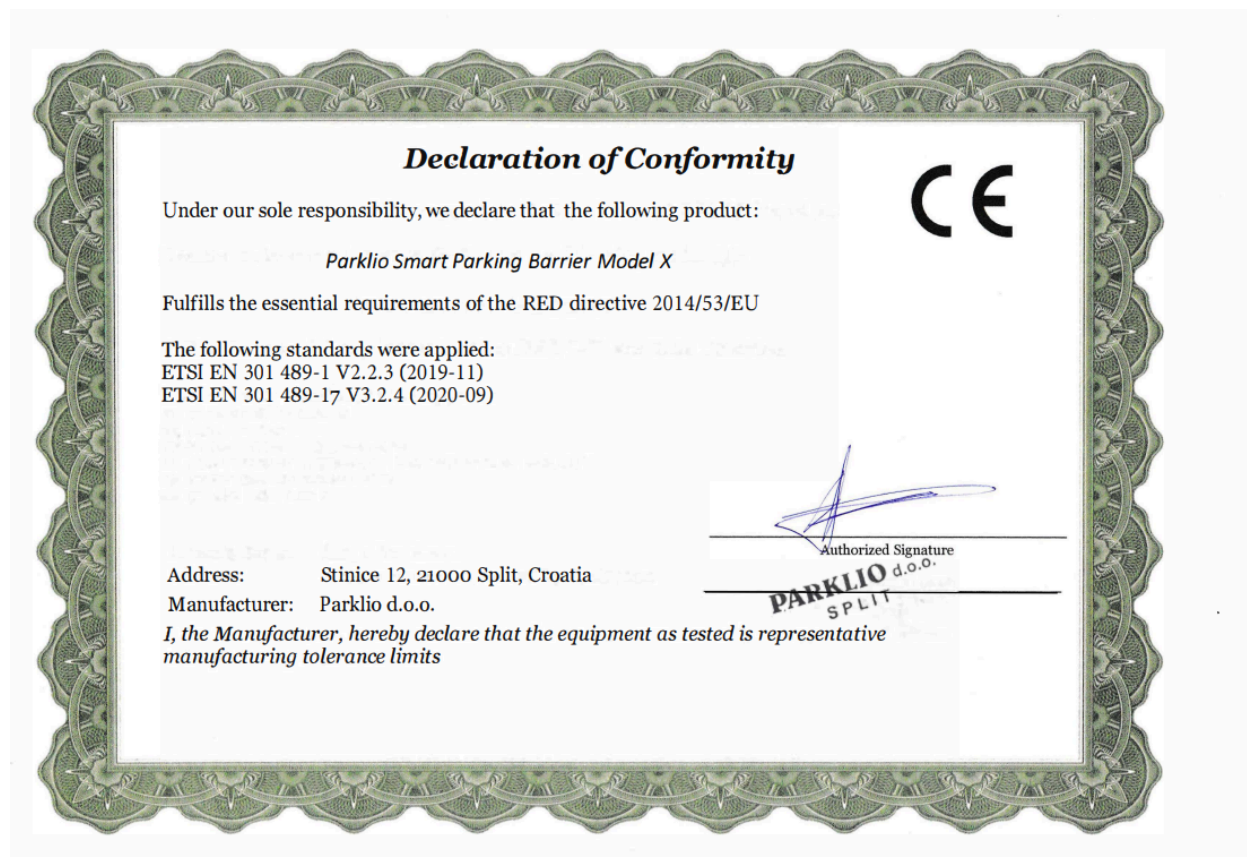 Declaration of Conformity
CE
Under our sole responsibility, we declare that the following product:
Parklio Smart Parking Barrier Model X
Fulfills the essential requirements of the RED directive 2014/53/EU
The following standards were applied:
ETSI EN 301 489-1 V2.2.3 (2019-11)
ETSI EN 301 489-17 V3.2.4 (2020-09)
Authorized Signature
PARKLIO d.o.o.
SPLIT
Address: Stinice 12, 21000 Split, Croatia
Manufacturer: Parklio d.o.o.
I, the Manufacturer, hereby declare that the equipment as tested is representative
manufacturing tolerance limits